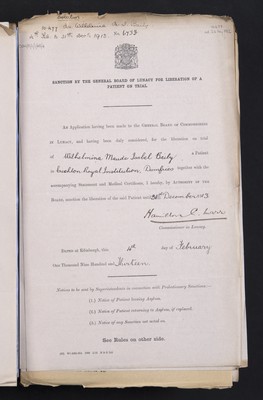 No. 6733
SANCTION BY THE GENERAL BOARD OF LUNACY FOR LIBERATION OF A
PATIENT ON TRIAL
An Application having been made to the GENERAL BOARD OF COMMISSIONERS
IN LUNACY, and having been duly considered, for the liberation on trial
of Wilhelmina Maude Isabel Baily a Patient
in Crichton Royal Institution, Dumfries together with the
accompanying Statement and Medical Certificate, I hereby, by AUTHORITY OF THE
BOARD, sanction the liberation of the said Patient until 31st December 1913
Commissioner in Lunacy.
DATED at Edinburgh, this 4th day of February
One Thousand Nine Hundred and Thirteen.
Notices to be sent by Superintendents in connection with Probationary Sanctions:—
(1.) Notice of Patient leaving Asylum.
(2.) Notice of Patient returning to Asylum, if replaced.
(3.) Notice of any Sanction not acted on.
See Rules on other side.